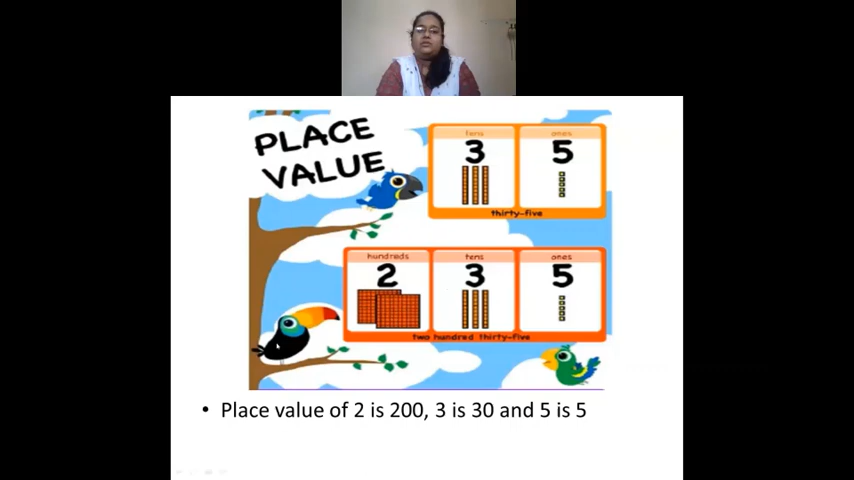 PLACE
VALUE
tens ones
3 5
thirty-five
hundreds tens ones
2 3 5
two hundred thirty-five
• Place value of 2 is 200, 3 is 30 and 5 is 5